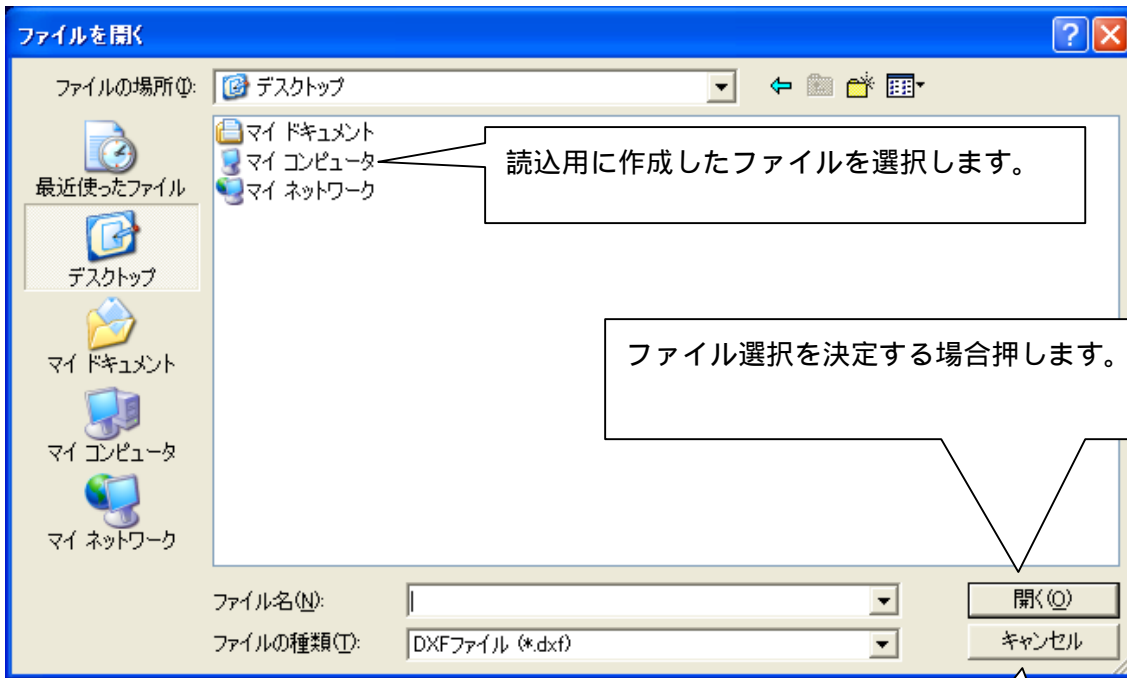 ファイルを開く
ファイルの場所(I):
デスクトップ
マイ ドキュメント
マイ コンピュータ
マイ ネットワーク
読込用に作成したファイルを選択します。
最近使ったファイル
デスクトップ
マイ ドキュメント
マイ コンピュータ
マイ ネットワーク
ファイル選択を決定する場合押します。
ファイル名(N):
開く(O)
ファイルの種類(T):
DXFファイル (*.dxf)
キャンセル